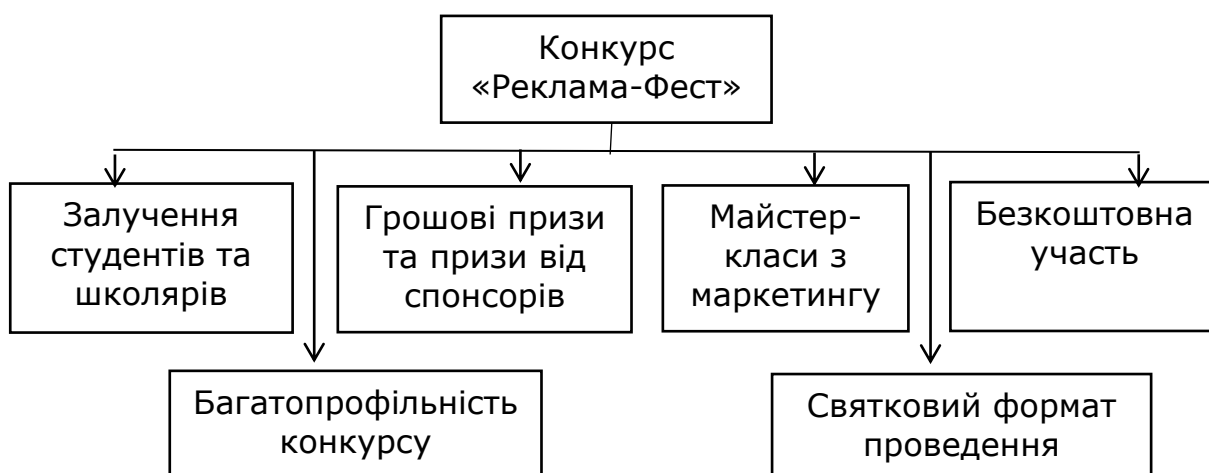 Конкурс
«Реклама-Фест»
Залучення
студентів та
школярів
Грошові призи
та призи від
спонсорів
Майстер-
класи з
маркетингу
Безкоштовна
участь
Багатопрофільність
конкурсу
Святковий формат
проведення